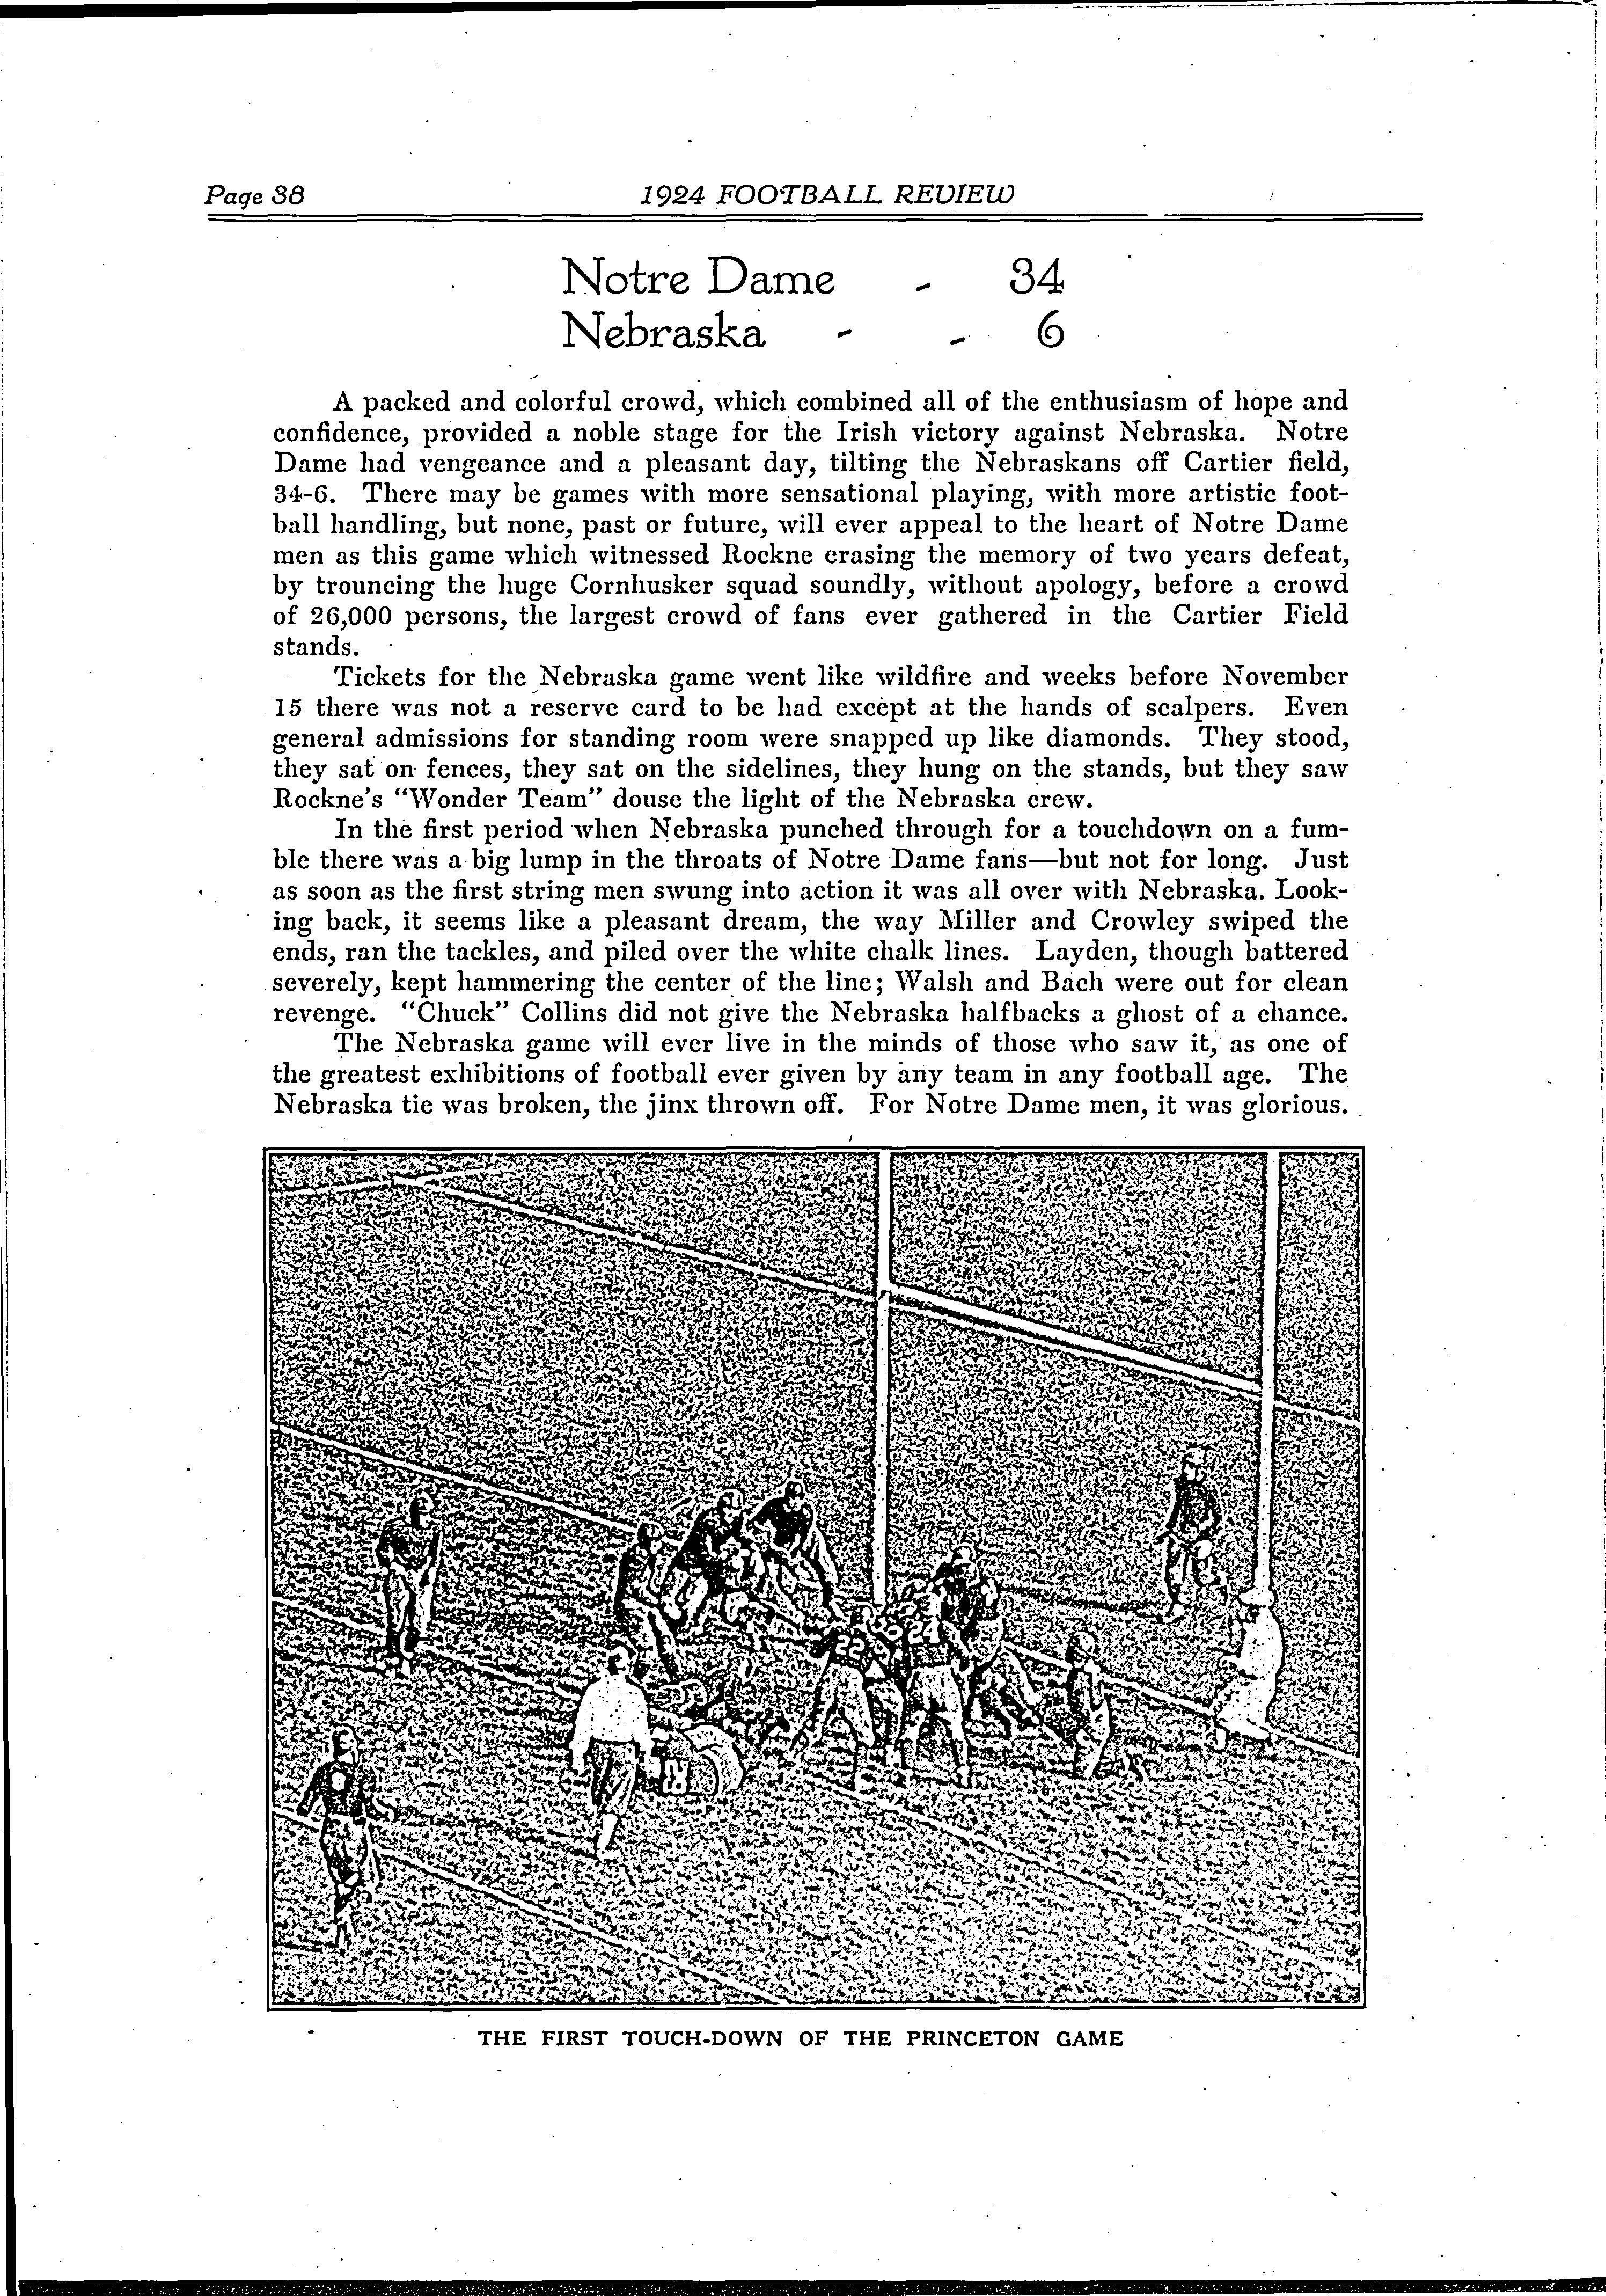 Page 38 1924 FOOTBALL REVIEW
Notre Dame - 34
Nebraska - - 6
A packed and colorful crowd, which combined all of the enthusiasm of hope and
confidence, provided a noble stage for the Irish victory against Nebraska. Notre
Dame had vengeance and a pleasant day, tilting the Nebraskans off Cartier field,
34-6. There may be games with more sensational playing, with more artistic foot-
ball handling, but none, past or future, will ever appeal to the heart of Notre Dame
men as this game which witnessed Rockne erasing the memory of two years defeat,
by trouncing the huge Cornhusker squad soundly, without apology, before a crowd
of 26,000 persons, the largest crowd of fans ever gathered in the Cartier Field
stands.
Tickets for the Nebraska game went like wildfire and weeks before November
15 there was not a reserve card to be had except at the hands of scalpers. Even
general admissions for standing room were snapped up like diamonds. They stood,
they sat on fences, they sat on the sidelines, they hung on the stands, but they saw
Rockne's "Wonder Team" douse the light of the Nebraska crew.
In the first period when Nebraska punched through for a touchdown on a fum-
ble there was a big lump in the throats of Notre Dame fans—but not for long. Just
as soon as the first string men swung into action it was all over with Nebraska. Look-
ing back, it seems like a pleasant dream, the way Miller and Crowley swiped the
ends, ran the tackles, and piled over the white chalk lines. Layden, though battered
severely, kept hammering the center of the line; Walsh and Bach were out for clean
revenge. "Chuck" Collins did not give the Nebraska halfbacks a ghost of a chance.
The Nebraska game will ever live in the minds of those who saw it, as one of
the greatest exhibitions of football ever given by any team in any football age. The
Nebraska tie was broken, the jinx thrown off. For Notre Dame men, it was glorious.
22
24
THE FIRST TOUCH-DOWN OF THE PRINCETON GAME